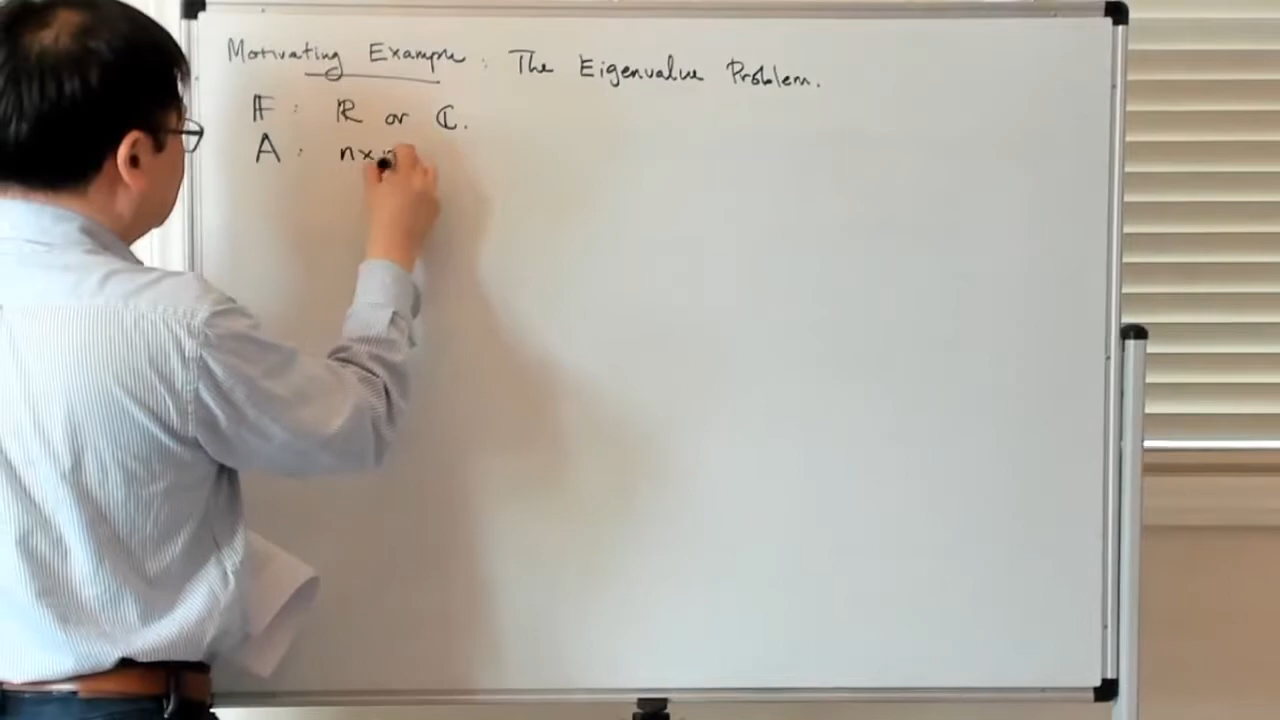 Motivating Example : The Eigenvalue Problem.
𝔽 : ℝ or ℂ.
A : n×n